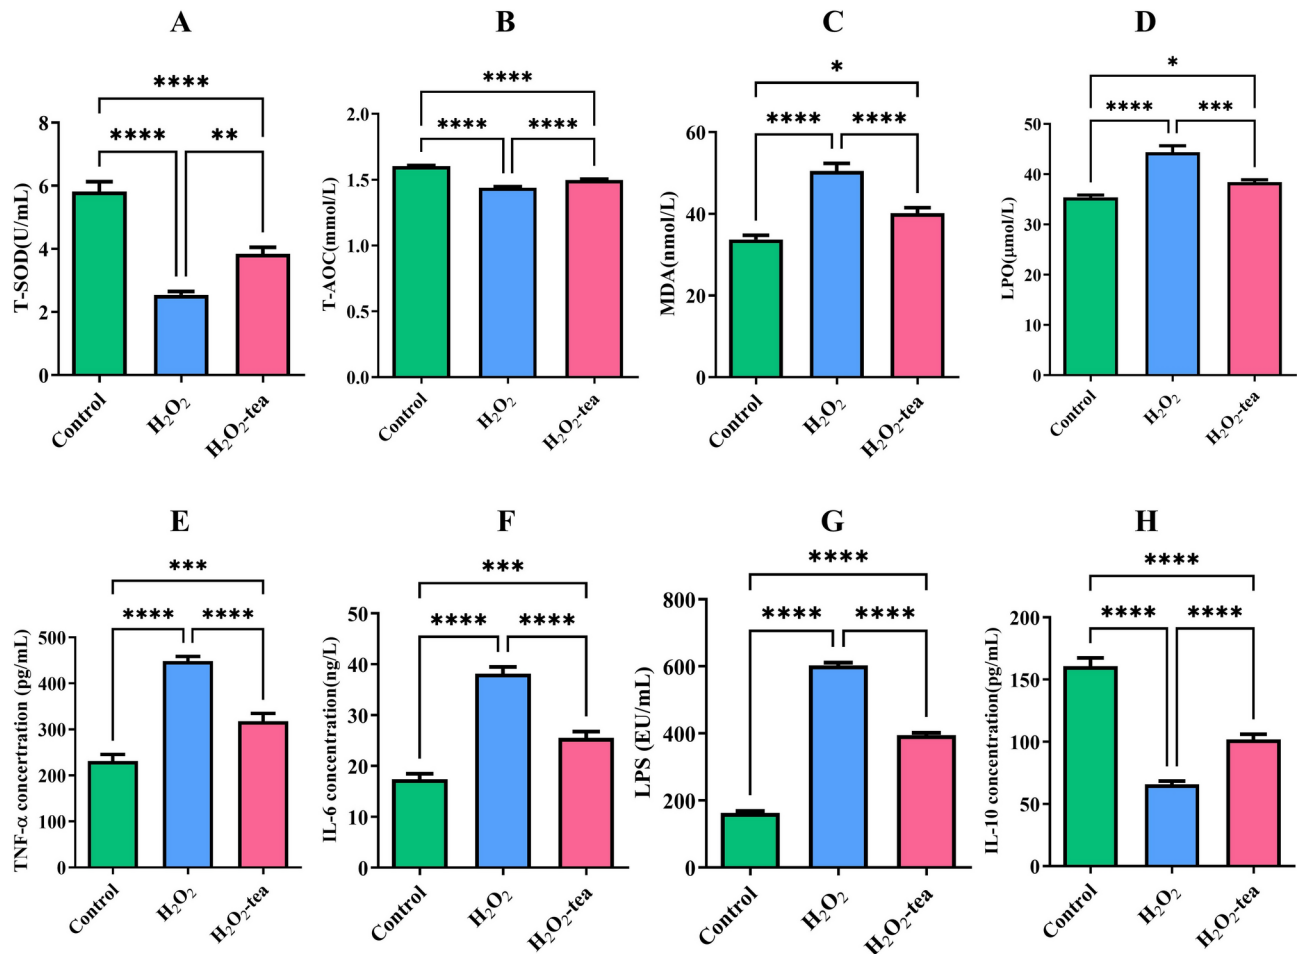 A
B
C
D
****
****
**
T-SOD(U/mL)
8
6
4
2
0
Control
H₂O₂
H₂O₂-tea
****
****
****
T-AOC(mmol/L)
2.0
1.5
1.0
0.5
0.0
Control
H₂O₂
H₂O₂-tea
*
****
****
MDA(nmol/L)
60
40
20
0
Control
H₂O₂
H₂O₂-tea
*
****
***
LPO(μmol/L)
50
40
30
20
10
0
Control
H₂O₂
H₂O₂-tea
E
F
G
H
***
****
****
TNF-α concertration (pg/mL)
500
400
300
200
100
0
Control
H₂O₂
H₂O₂-tea
***
****
****
IL-6 concentration(ng/L)
50
40
30
20
10
0
Control
H₂O₂
H₂O₂-tea
****
****
****
LPS (EU/mL)
800
600
400
200
0
Control
H₂O₂
H₂O₂-tea
****
****
****
IL-10 concentration(pg/mL)
200
150
100
50
0
Control
H₂O₂
H₂O₂-tea